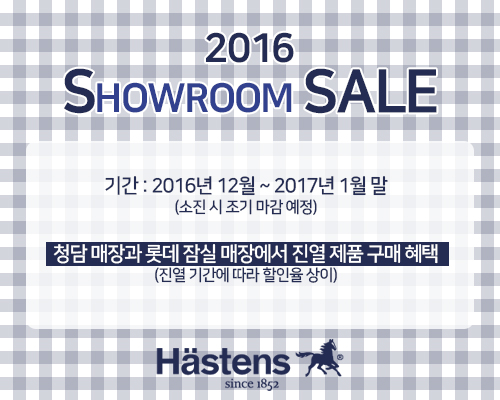 2016
SHOWROOM SALE
기간 : 2016년 12월 ~ 2017년 1월 말
(소진 시 조기 마감 예정)
청담 매장과 롯데 잠실 매장에서 진열 제품 구매 혜택
(진열 기간에 따라 할인율 상이)
Hästens ®
since 1852